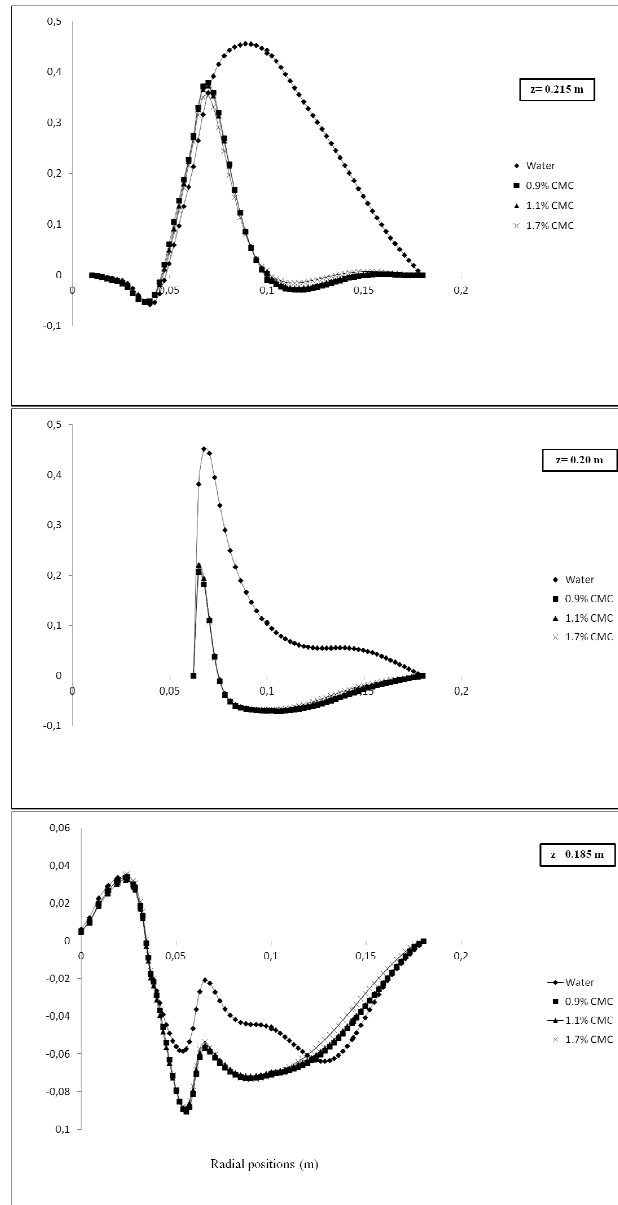 0,5
0,4
z= 0.215 m
0,3
Water
0,2
0.9% CMC
1.1% CMC
0,1
1.7% CMC
0
0
0,05
0,1
0,15
0,2
-0,1
0,5
z= 0.20 m
0,4
0,3
0,2
Water
0.9% CMC
0,1
1.1% CMC
1.7% CMC
0
0
0,05
0,1
0,15
0,2
-0,1
0,06
0,04
z 0.185 m
0,02
0
0
0,05
0,1
0,15
0,2
-0,02
Water
-0,04
0.9% CMC
1.1% CMC
-0,06
1.7% CMC
-0,08
0,1
Radial positions (m)